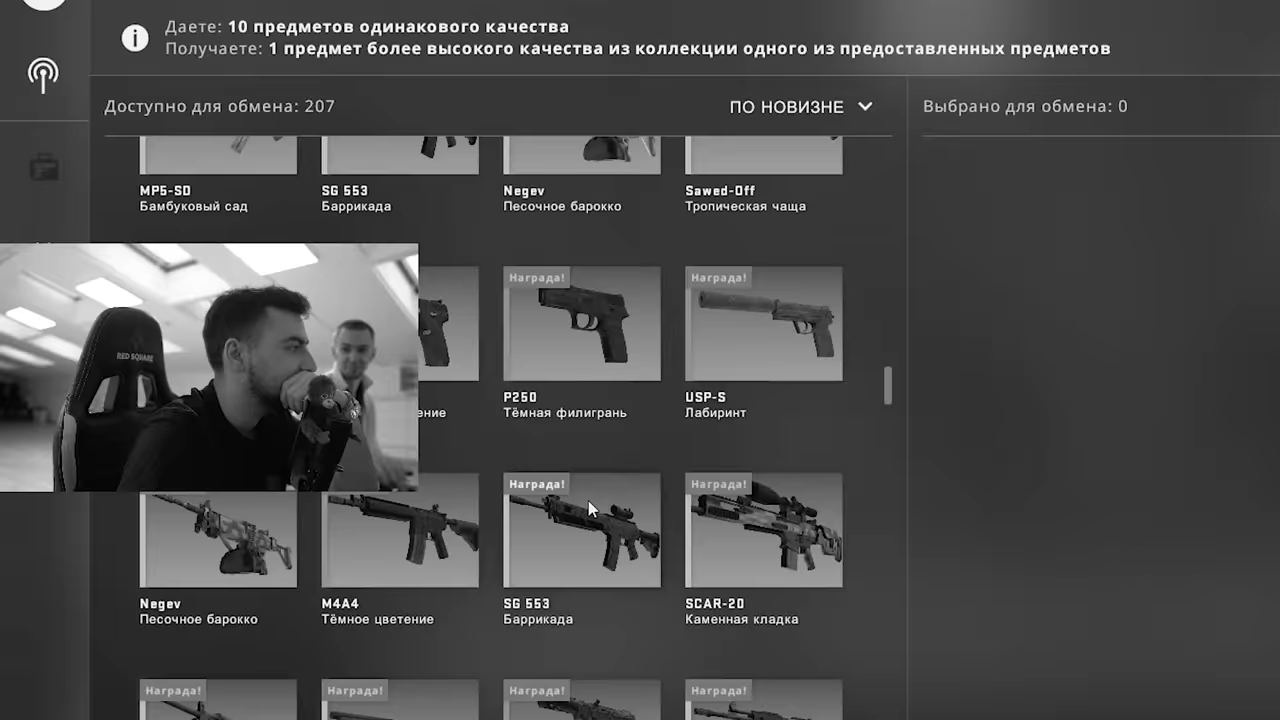 Даете: 10 предметов одинакового качества
Получаете: 1 предмет более высокого качества из коллекции одного из предоставленных предметов
Доступно для обмена: 207
ПО НОВИЗНЕ
Выбрано для обмена: 0
MP5-SD
Бамбуковый сад
SG 553
Баррикада
Negev
Песочное барокко
Sawed-Off
Тропическая чаща
RED SQUARE
ение
Награда!
P250
Тёмная филигрань
Награда!
USP-S
Лабиринт
Negev
Песочное барокко
M4A4
Тёмное цветение
Награда!
SG 553
Баррикада
Награда!
SCAR-20
Каменная кладка
Награда!
Награда!
Награда!
Награда!